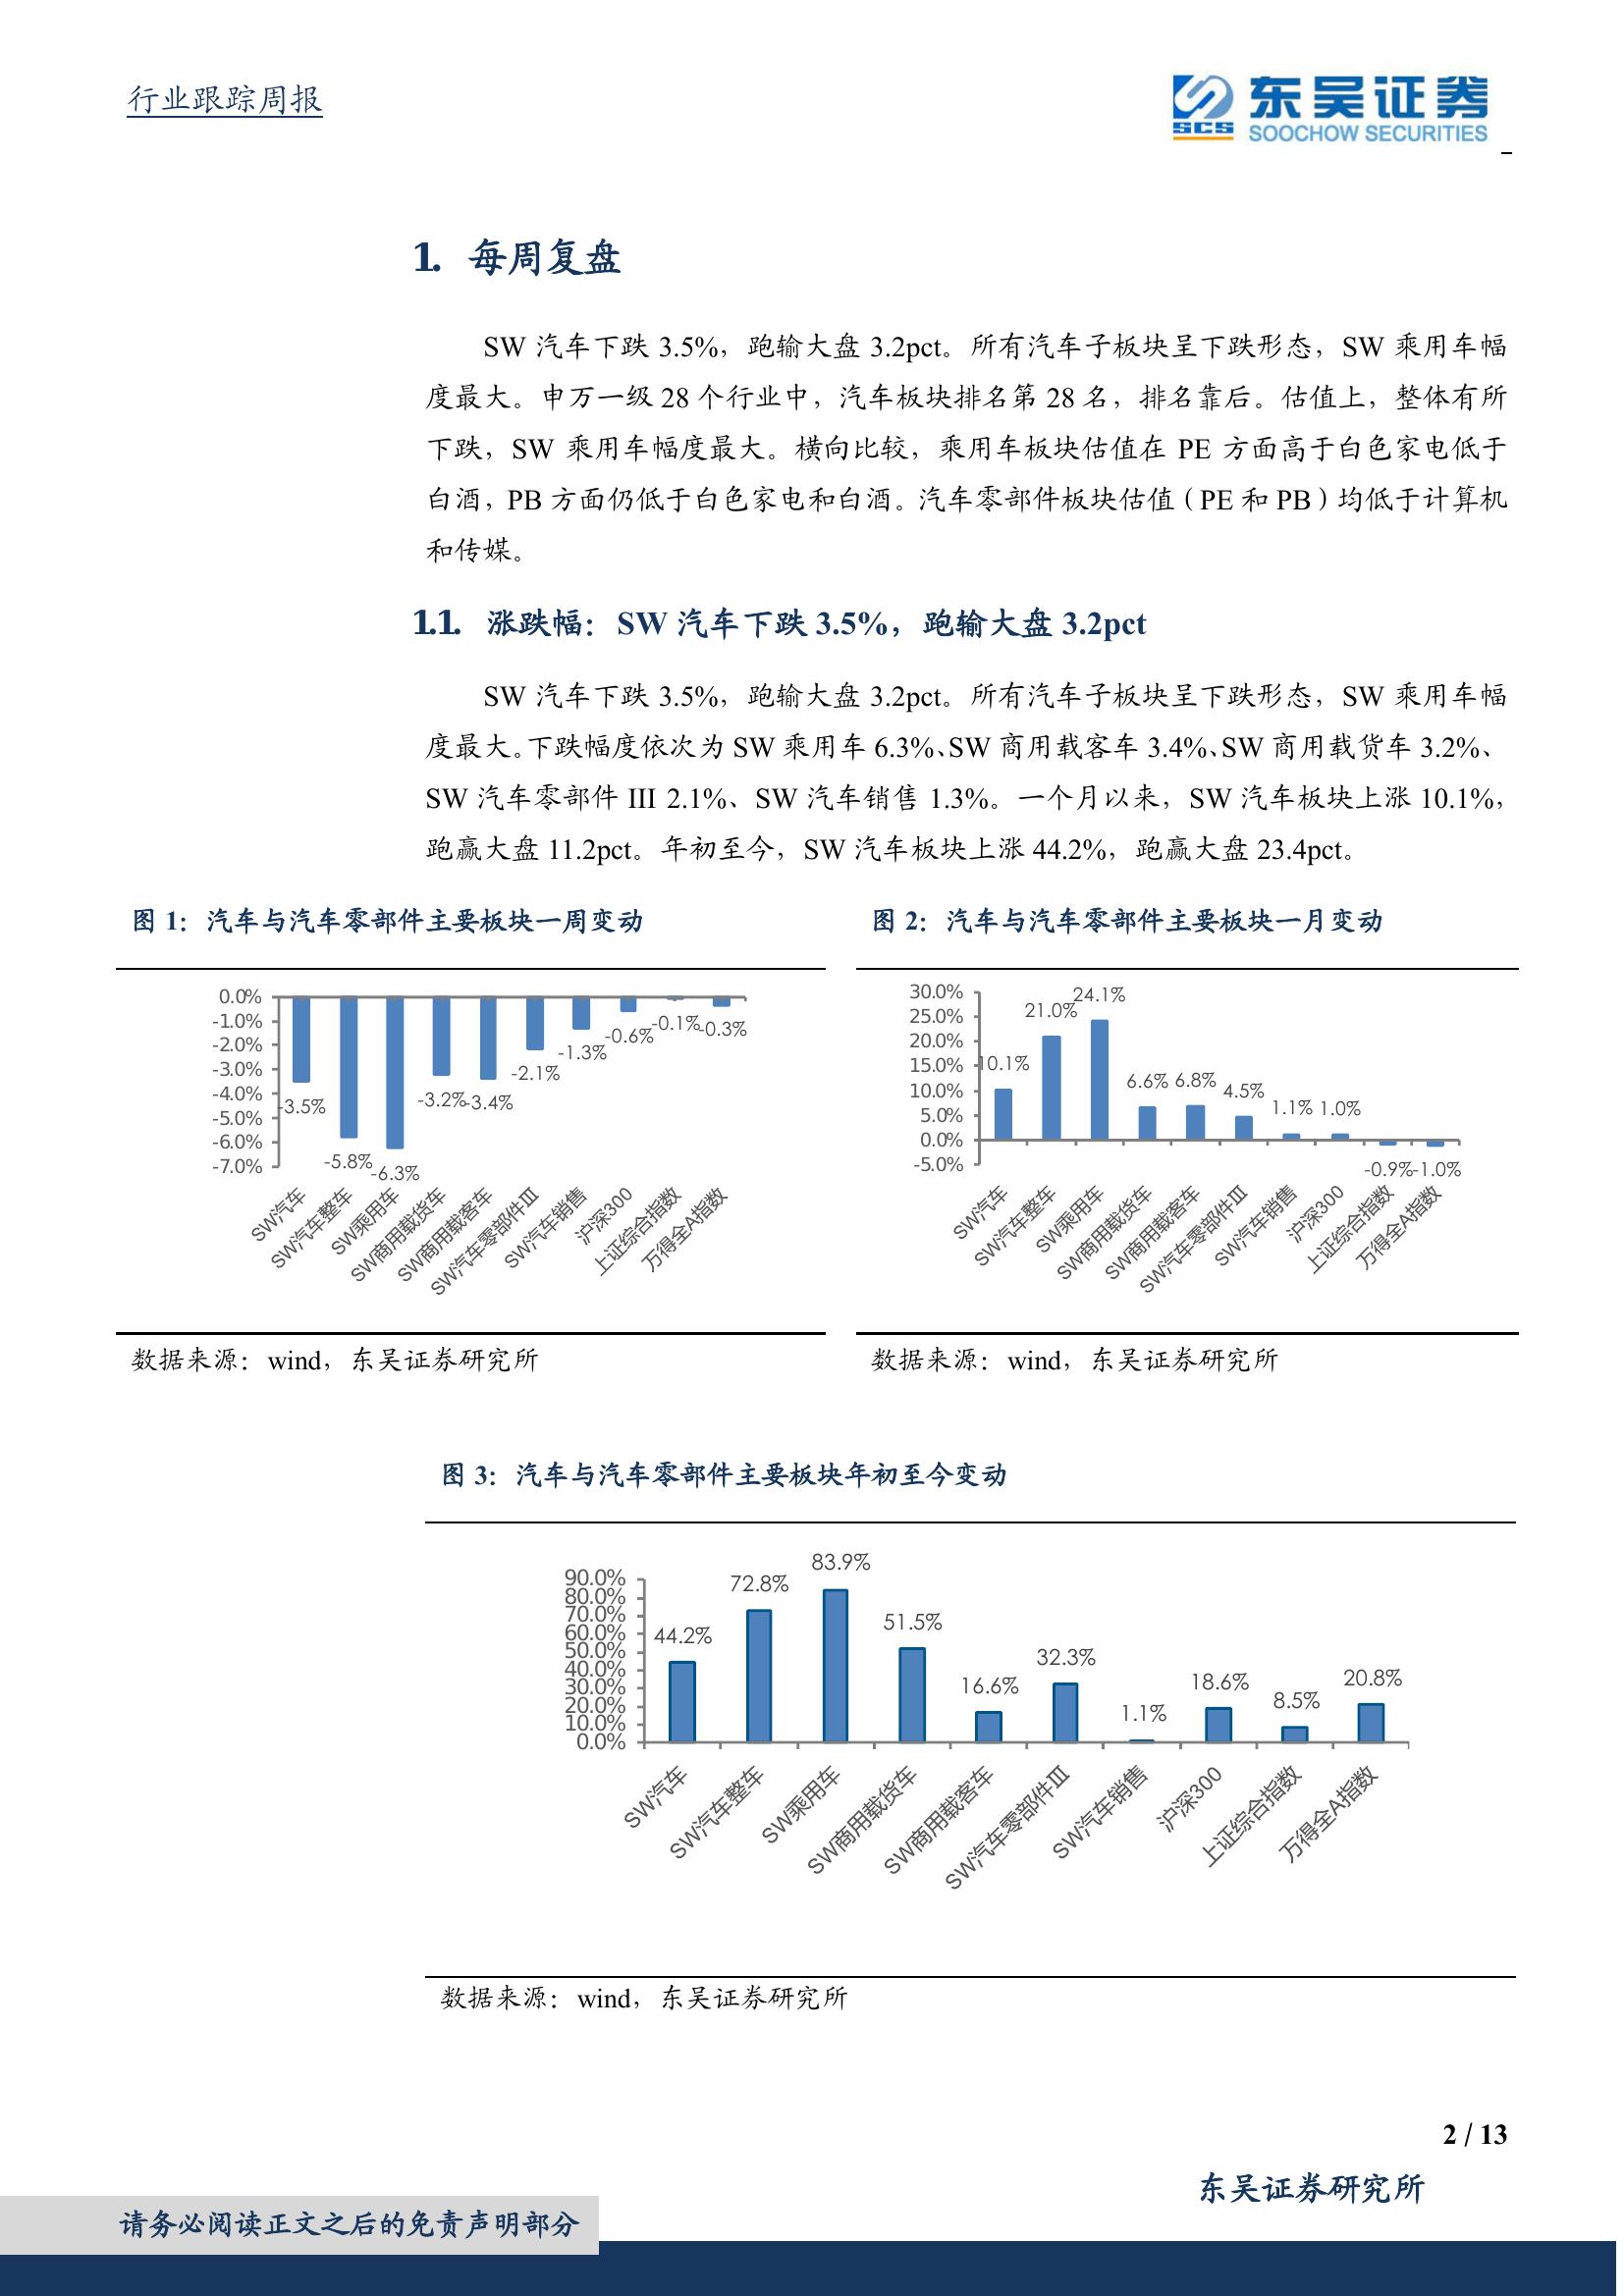 行业跟踪周报
SCS 东吴证券
SOOCHOW SECURITIES
1. 每周复盘
SW 汽车下跌 3.5%，跑输大盘 3.2pct。所有汽车子板块呈下跌形态，SW 乘用车幅
度最大。申万一级 28 个行业中，汽车板块排名第 28 名，排名靠后。估值上，整体有所
下跌，SW 乘用车幅度最大。横向比较，乘用车板块估值在 PE 方面高于白色家电低于
白酒，PB 方面仍低于白色家电和白酒。汽车零部件板块估值（PE 和 PB）均低于计算机
和传媒。
1.1. 涨跌幅：SW 汽车下跌 3.5%，跑输大盘 3.2pct
SW 汽车下跌 3.5%，跑输大盘 3.2pct。所有汽车子板块呈下跌形态，SW 乘用车幅
度最大。下跌幅度依次为 SW 乘用车 6.3%、SW 商用载客车 3.4%、SW 商用载货车 3.2%、
SW 汽车零部件 III 2.1%、SW 汽车销售 1.3%。一个月以来，SW 汽车板块上涨 10.1%，
跑赢大盘 11.2pct。年初至今，SW 汽车板块上涨 44.2%，跑赢大盘 23.4pct。
图 1：汽车与汽车零部件主要板块一周变动
0.0%
-1.0%
-2.0%
-3.0%
-4.0%
-5.0%
-6.0%
-7.0%
-3.5%
-5.8%
-6.3%
-3.2%
-3.4%
-2.1%
-1.3%
-0.6%
-0.1%
-0.3%
SW汽车
SW汽车整车
SW乘用车
SW商用载货车
SW商用载客车
SW汽车零部件III
SW汽车销售
沪深300
上证综合指数
万得全A指数
数据来源：wind，东吴证券研究所
图 2：汽车与汽车零部件主要板块一月变动
30.0%
25.0%
20.0%
15.0%
10.0%
5.0%
0.0%
-5.0%
10.1%
21.0%
24.1%
6.6%
6.8%
4.5%
1.1%
1.0%
-0.9%
-1.0%
SW汽车
SW汽车整车
SW乘用车
SW商用载货车
SW商用载客车
SW汽车零部件III
SW汽车销售
沪深300
上证综合指数
万得全A指数
数据来源：wind，东吴证券研究所
图 3：汽车与汽车零部件主要板块年初至今变动
90.0%
80.0%
70.0%
60.0%
50.0%
40.0%
30.0%
20.0%
10.0%
0.0%
44.2%
72.8%
83.9%
51.5%
16.6%
32.3%
1.1%
18.6%
8.5%
20.8%
SW汽车
SW汽车整车
SW乘用车
SW商用载货车
SW商用载客车
SW汽车零部件III
SW汽车销售
沪深300
上证综合指数
万得全A指数
数据来源：wind，东吴证券研究所
2 / 13
东吴证券研究所
请务必阅读正文之后的免责声明部分